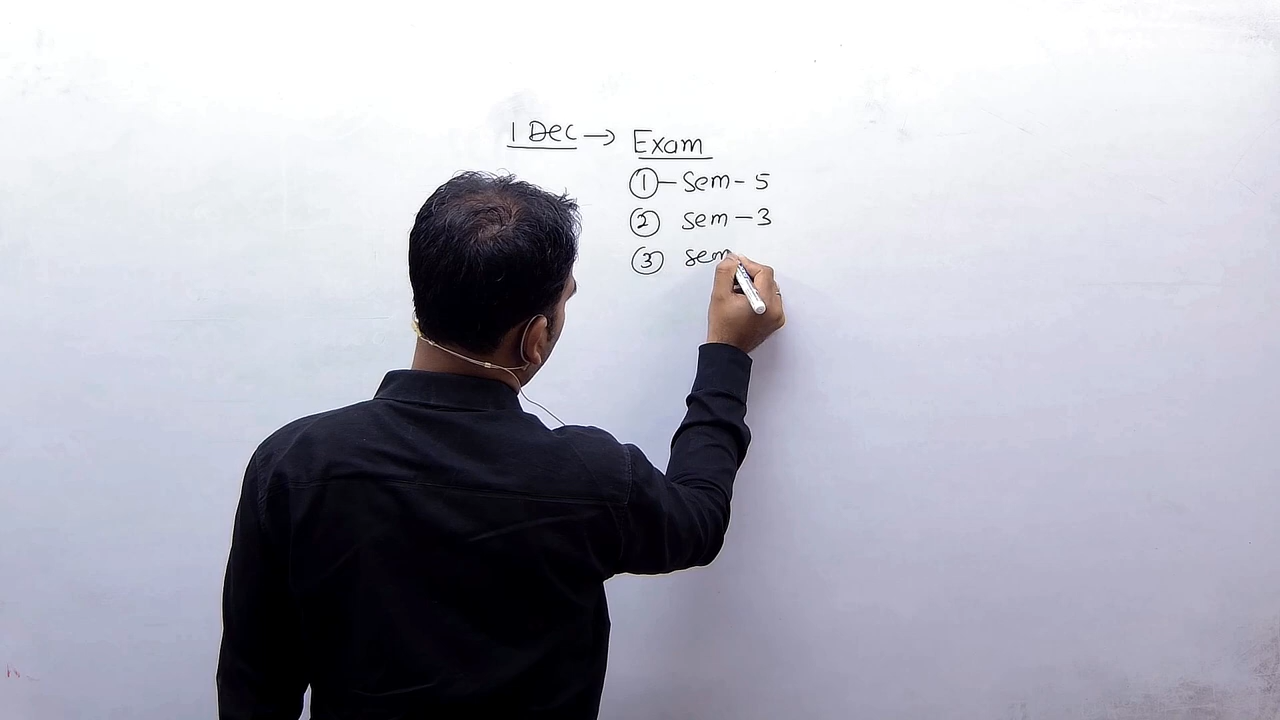 1 Dec → Exam
① - Sem - 5
② sem - 3
③ sem